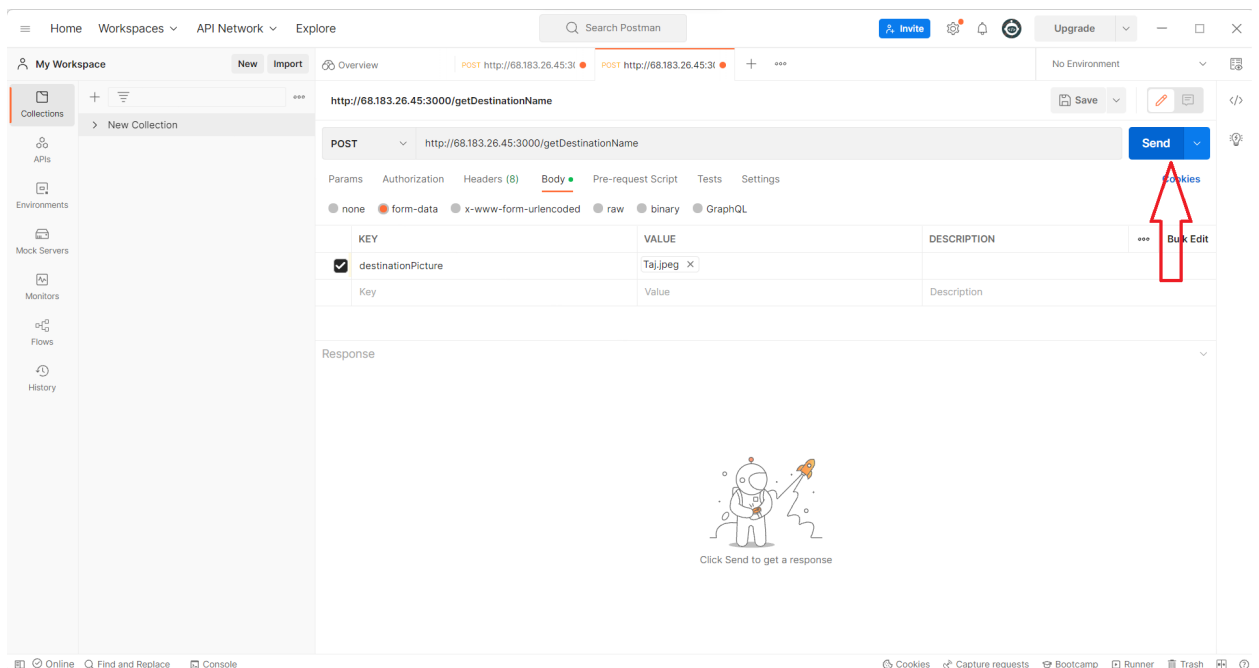 Home Workspaces API Network Explore Search Postman Invite Upgrade
My Workspace New Import Overview POST http://68.183.26.45:3( POST http://68.183.26.45:3( No Environment
Collections
New Collection
http://68.183.26.45:3000/getDestinationName Save
APIs
POST http://68.183.26.45:3000/getDestinationName Send
Environments
Params Authorization Headers (8) Body Pre-request Script Tests Settings Cookies
none form-data x-www-form-urlencoded raw binary GraphQL
Mock Servers
KEY VALUE DESCRIPTION Bulk Edit
destinationPicture Taj.jpeg
Monitors
Key Value Description
Flows
Response
History
Click Send to get a response
Online Find and Replace Console Cookies Capture requests Bootcamp Runner Trash